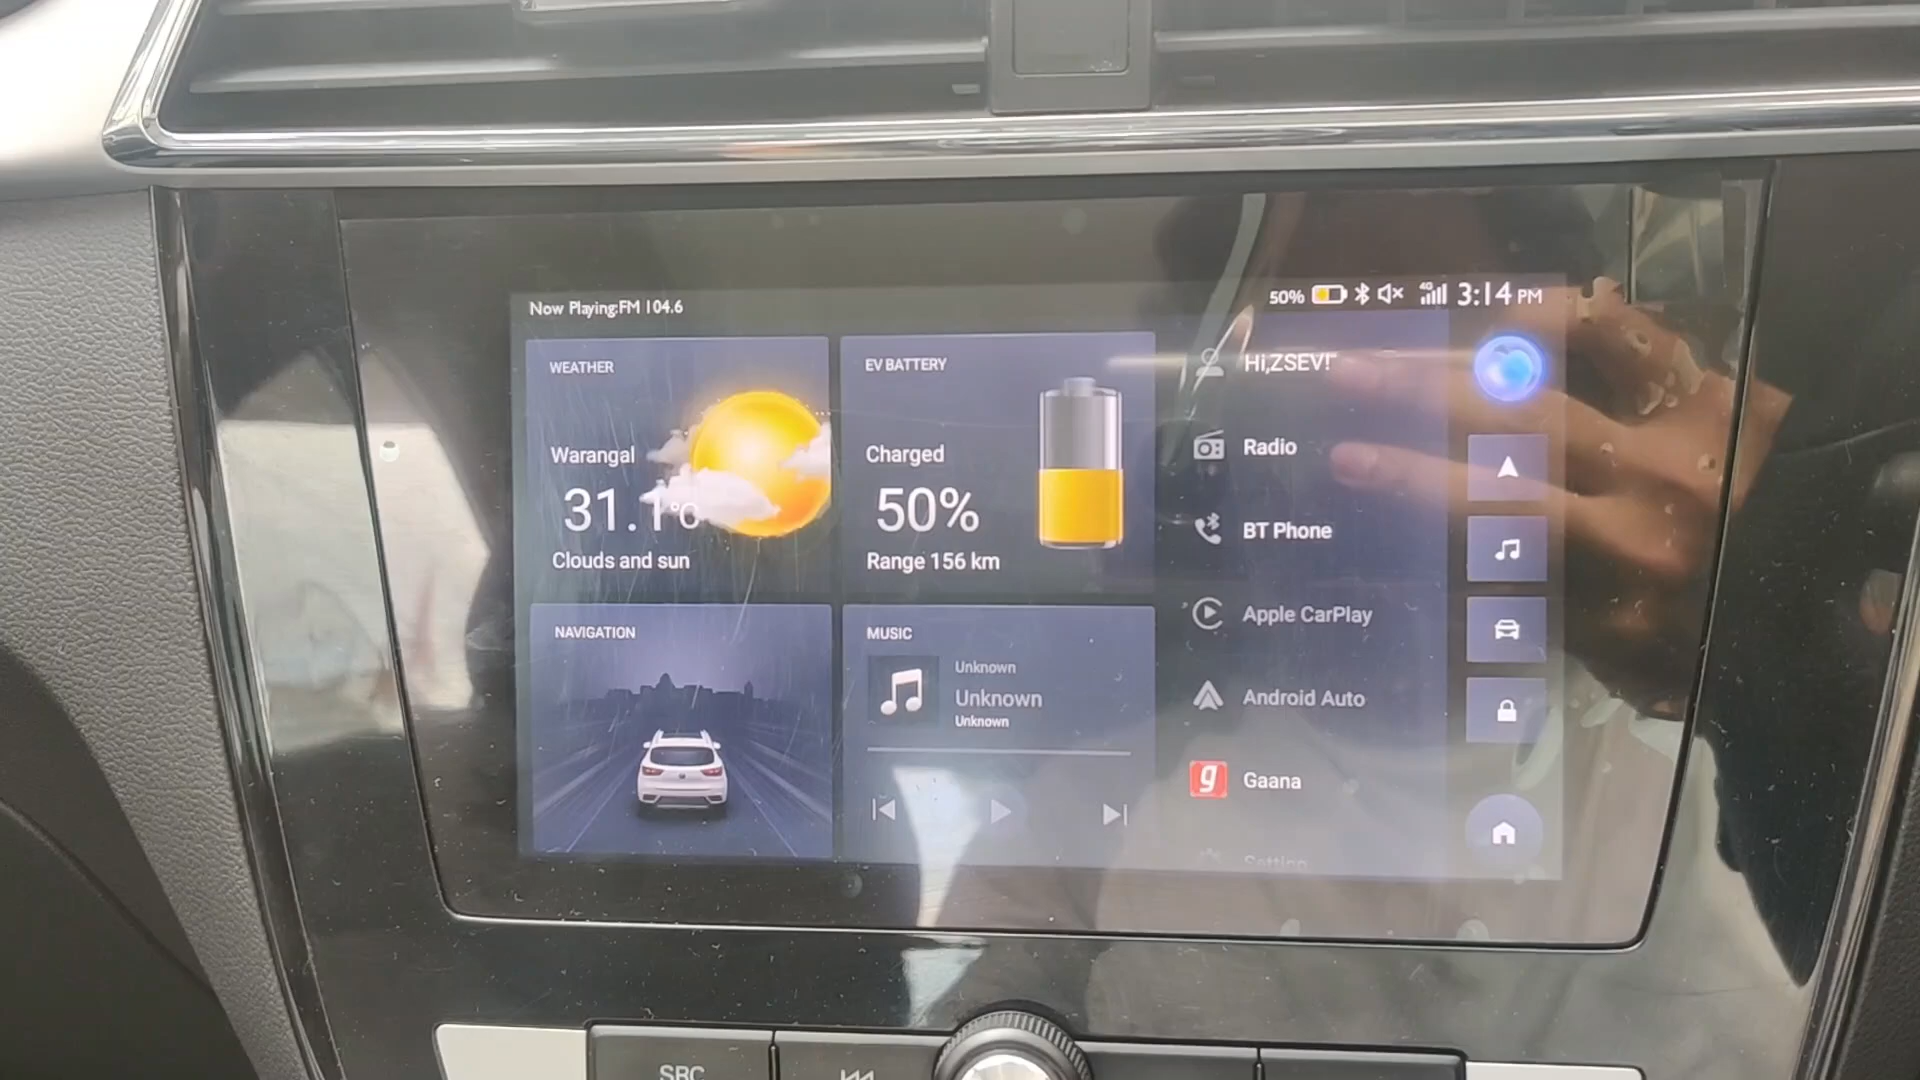 Now Playing:FM 104.6
50% 4G 3:14 PM
WEATHER
Warangal
31.1°C
Clouds and sun
EV BATTERY
Charged
50%
Range 156 km
NAVIGATION
MUSIC
Unknown
Unknown
Unknown
Hi,ZSEV!
Radio
BT Phone
Apple CarPlay
Android Auto
g Gaana
Setting
SRC